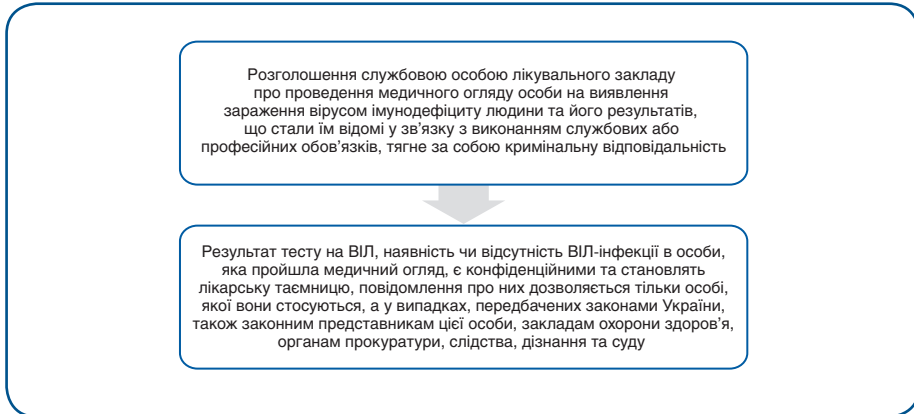 Розголошення службовою особою лікувального закладу
про проведення медичного огляду особи на виявлення
зараження вірусом імунодефіциту людини та його результатів,
що стали їм відомі у зв’язку з виконанням службових або
професійних обов’язків, тягне за собою кримінальну відповідальність
Результат тесту на ВІЛ, наявність чи відсутність ВІЛ-інфекції в особи,
яка пройшла медичний огляд, є конфіденційними та становлять
лікарську таємницю, повідомлення про них дозволяється тільки особі,
якої вони стосуються, а у випадках, передбачених законами України,
також законним представникам цієї особи, закладам охорони здоров’я,
органам прокуратури, слідства, дізнання та суду